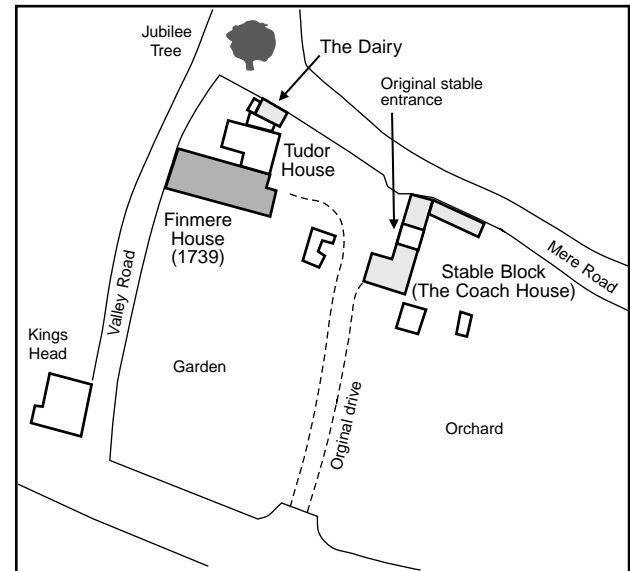 Jubilee
Tree
The Dairy
Original stable
entrance
Tudor
House
Finmere
House
(1739)
Stable Block
(The Coach House)
Mere Road
Valley Road
Kings
Head
Garden
Orginal drive
Orchard